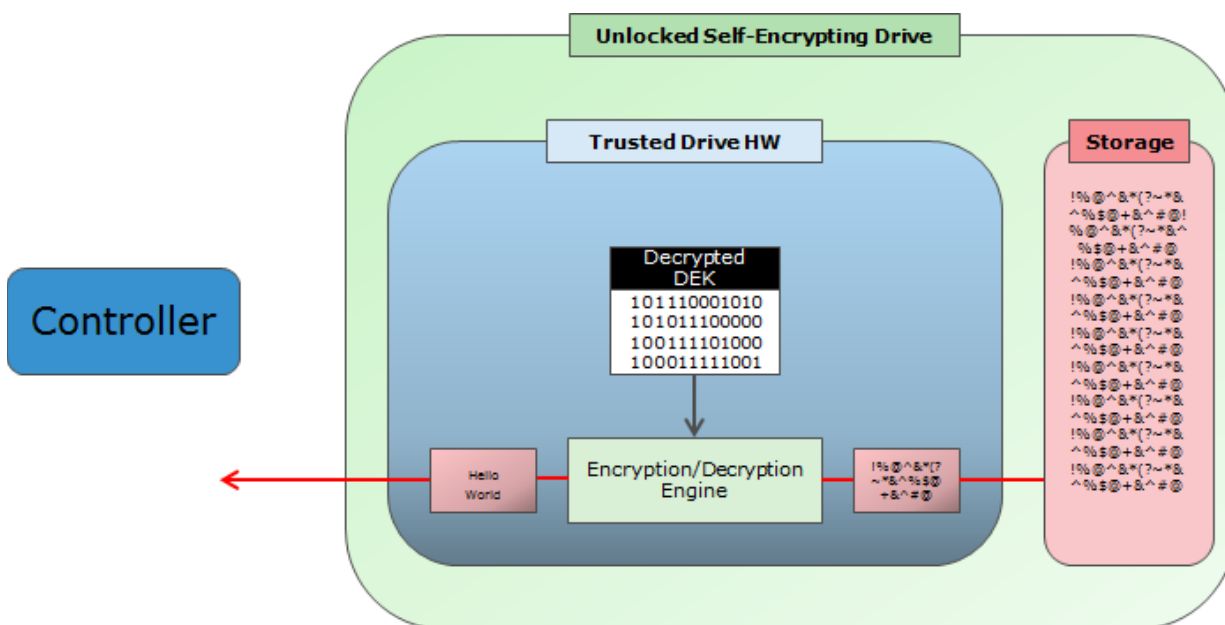 Unlocked Self-Encrypting Drive
Trusted Drive HW
Storage
Controller
Decrypted
DEK
101110001010
101011100000
100111101000
100011111001
Hello
World
Encryption/Decryption
Engine
!%@^&*(?
~*&^%$@
+&^#@
!%@^&*(?~*&
^%$@+&^#@!
%@^&*(?~*&^
%$@+&^#@
!%@^&*(?~*&
^%$@+&^#@
!%@^&*(?~*&
^%$@+&^#@
!%@^&*(?~*&
^%$@+&^#@
!%@^&*(?~*&
^%$@+&^#@
!%@^&*(?~*&
^%$@+&^#@
!%@^&*(?~*&
^%$@+&^#@
!%@^&*(?~*&
^%$@+&^#@